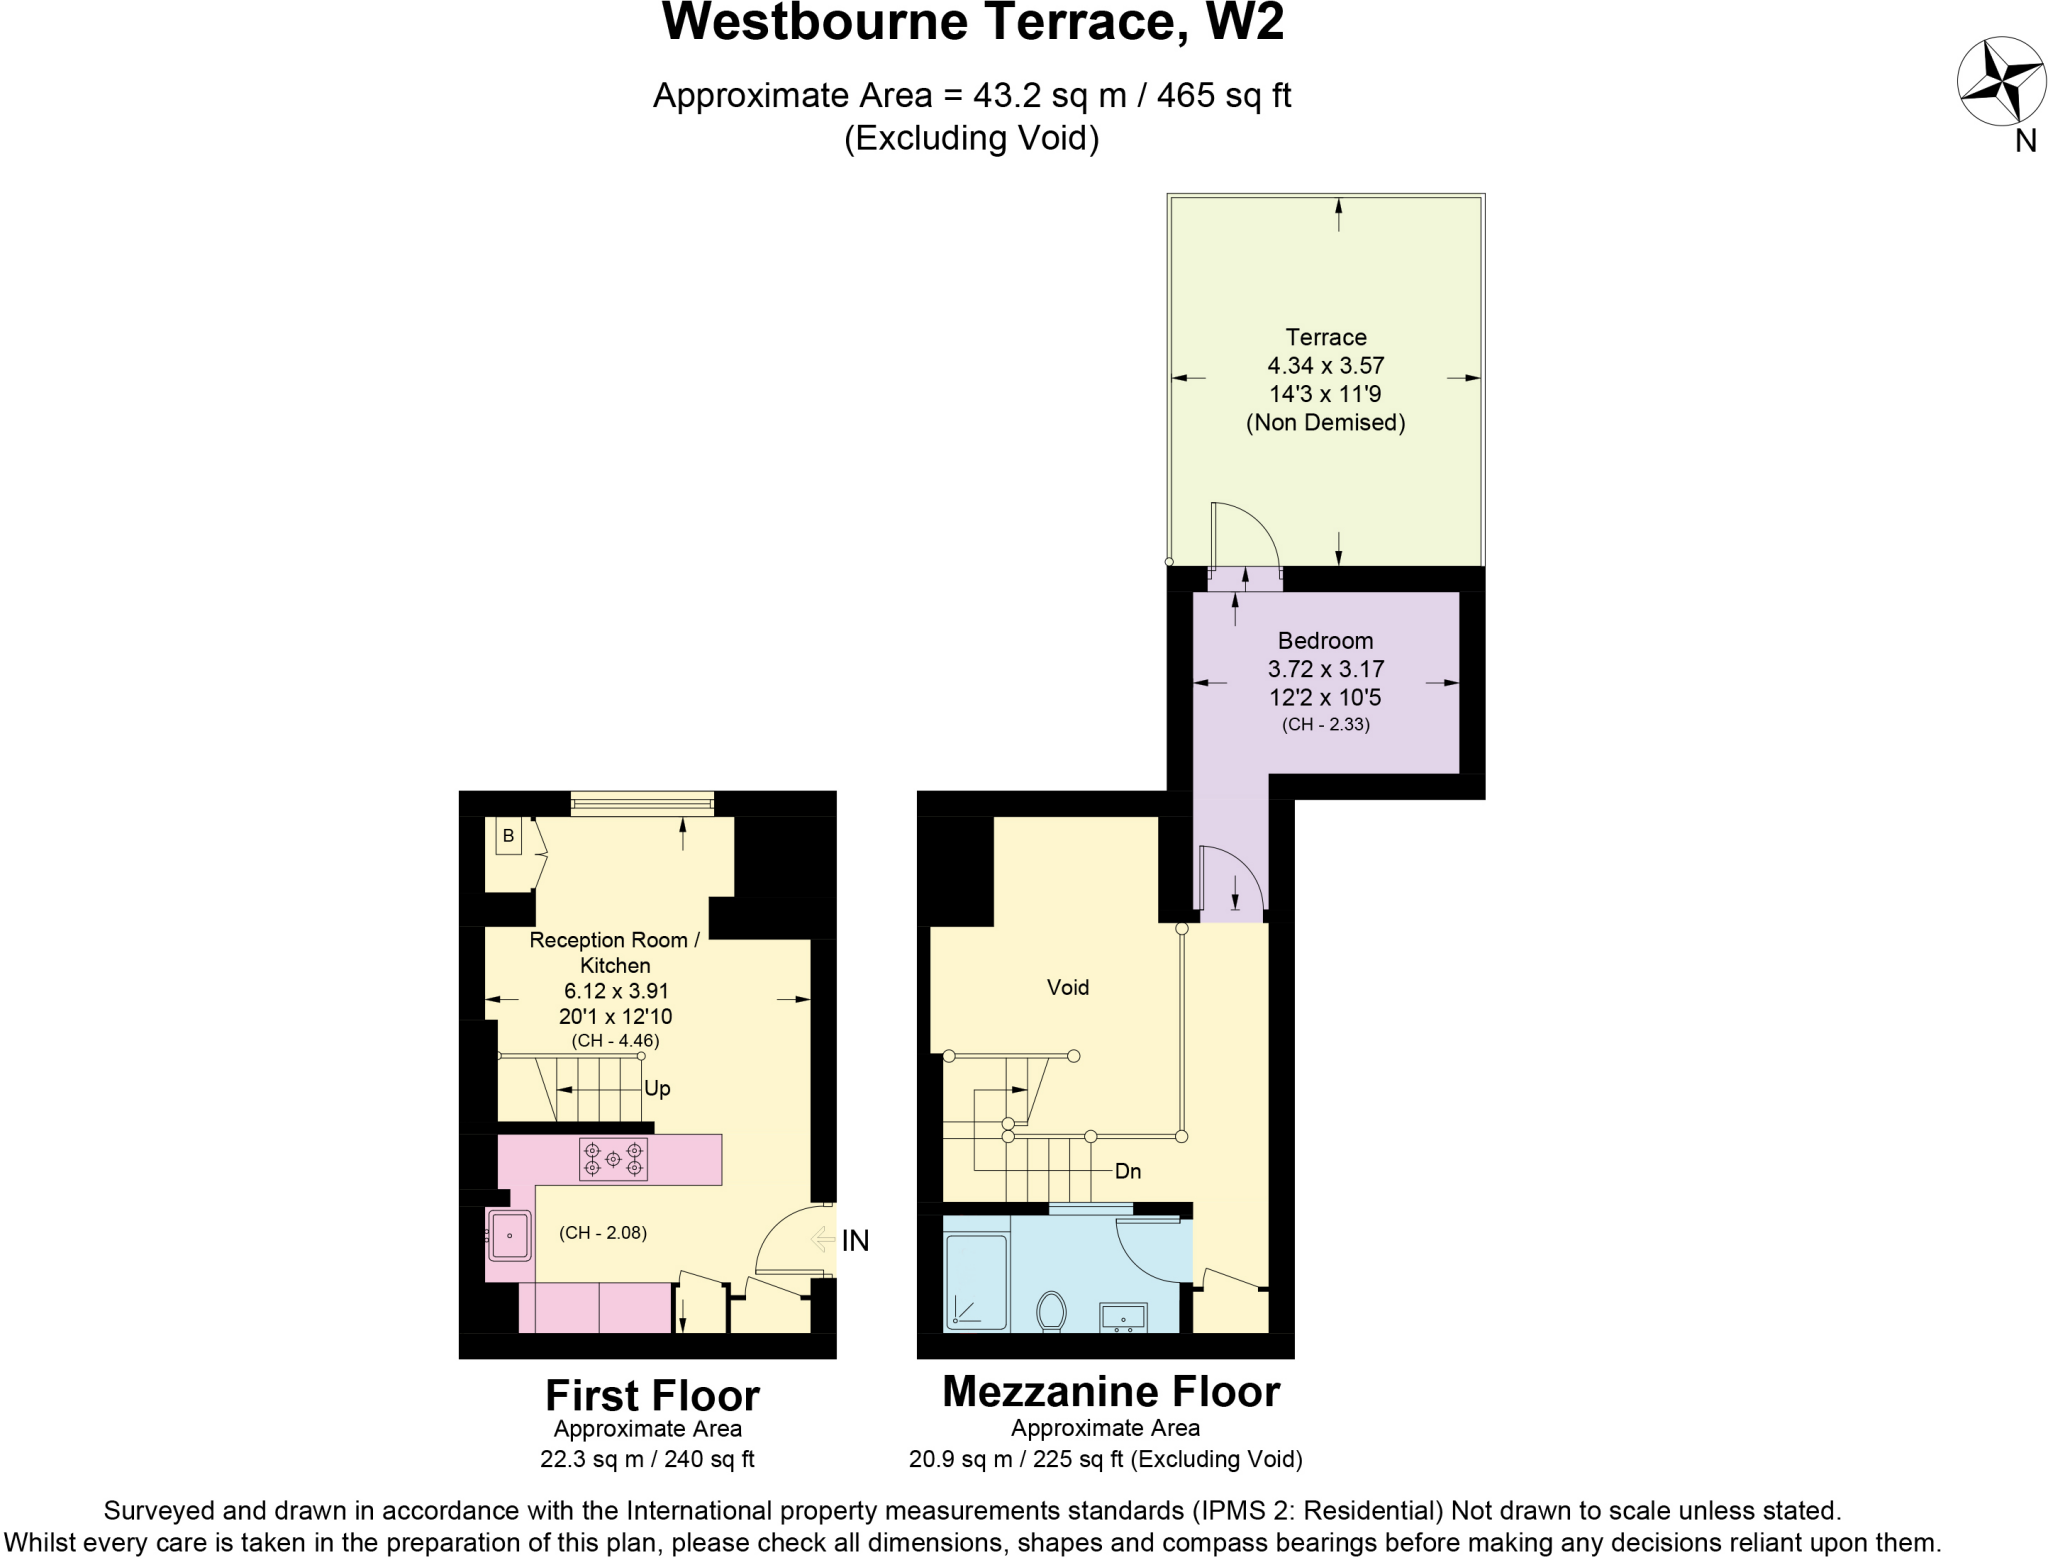 Westbourne Terrace, W2
Approximate Area = 43.2 sq m / 465 sq ft
(Excluding Void)
N
Terrace
4.34 x 3.57
14'3 x 11'9
(Non Demised)
Bedroom
3.72 x 3.17
12'2 x 10'5
(CH - 2.33)
B
Reception Room /
Kitchen
6.12 x 3.91
20'1 x 12'10
(CH - 4.46)
Up
(CH - 2.08)
IN
Void
Dn
First Floor
Approximate Area
22.3 sq m / 240 sq ft
Mezzanine Floor
Approximate Area
20.9 sq m / 225 sq ft (Excluding Void)
Surveyed and drawn in accordance with the International property measurements standards (IPMS 2: Residential) Not drawn to scale unless stated.
Whilst every care is taken in the preparation of this plan, please check all dimensions, shapes and compass bearings before making any decisions reliant upon them.